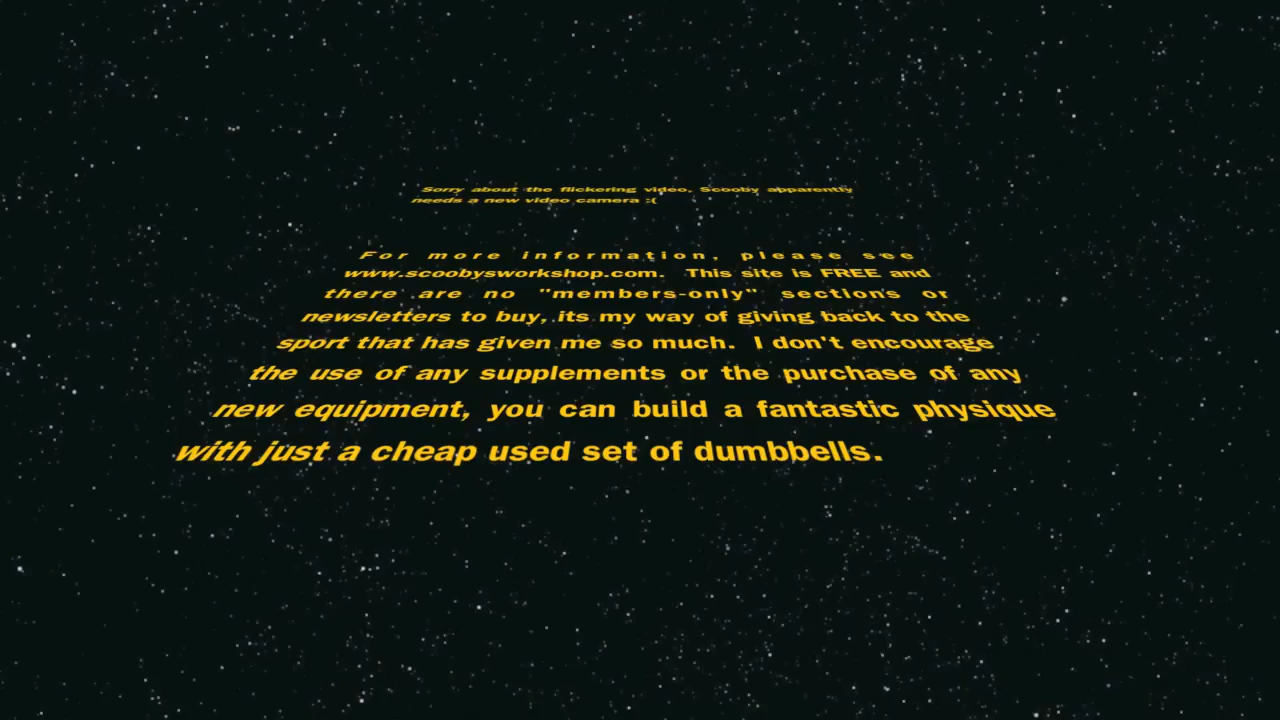 Sorry about the flickering video, Scooby apparently
needs a new video camera :(
For more information, please see
www.scoobysworkshop.com. This site is FREE and
there are no "members-only" sections or
newsletters to buy, its my way of giving back to the
sport that has given me so much. I don't encourage
the use of any supplements or the purchase of any
new equipment, you can build a fantastic physique
with just a cheap used set of dumbbells.